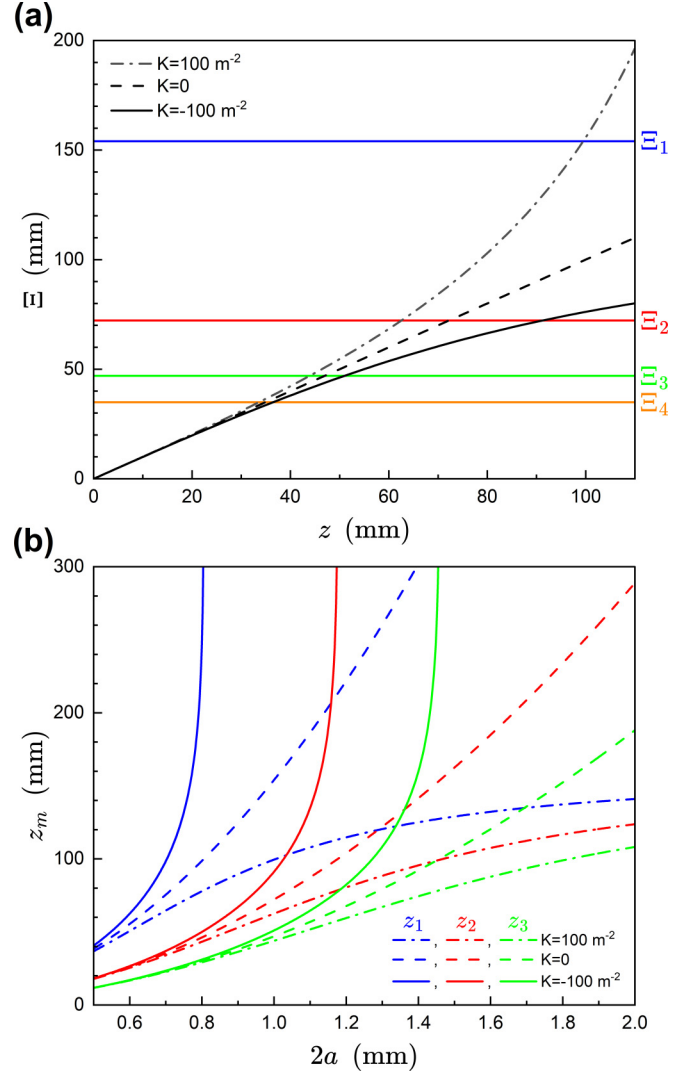 (a)
200
150
100
50
0
Ξ (mm)
K=100 m⁻²
K=0
K=-100 m⁻²
Ξ₁
Ξ₂
Ξ₃
Ξ₄
0 20 40 60 80 100
z (mm)
(b)
300
200
100
0
zₘ (mm)
z₁ z₂ z₃
, , K=100 m⁻²
, , K=0
, , K=-100 m⁻²
0.6 0.8 1.0 1.2 1.4 1.6 1.8 2.0
2a (mm)